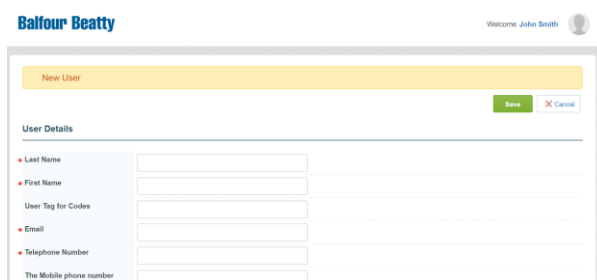 Balfour Beatty
Welcome John Smith
New User
Save
Cancel
User Details
Last Name
First Name
User Tag for Codes
Email
Telephone Number
The Mobile phone number